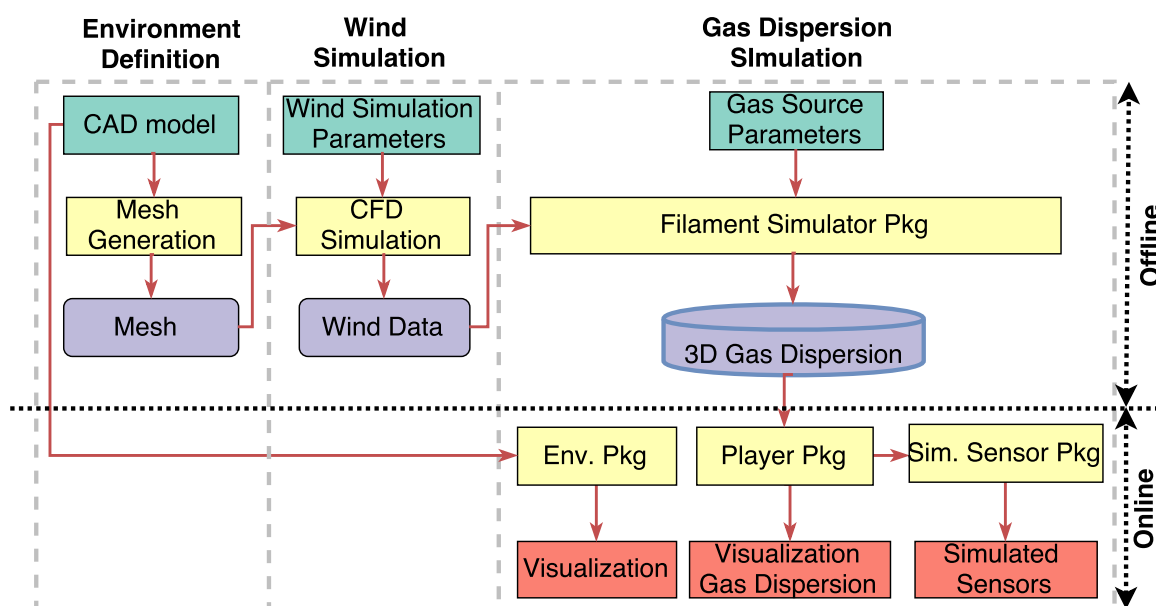 Environment
Definition
Wind
Simulation
Gas Dispersion
SImulation
CAD model
Wind Simulation
Parameters
Gas Source
Parameters
Mesh
Generation
CFD
Simulation
Filament Simulator Pkg
Mesh
Wind Data
3D Gas Dispersion
Offline
Env. Pkg
Player Pkg
Sim. Sensor Pkg
Online
Visualization
Visualization
Gas Dispersion
Simulated
Sensors